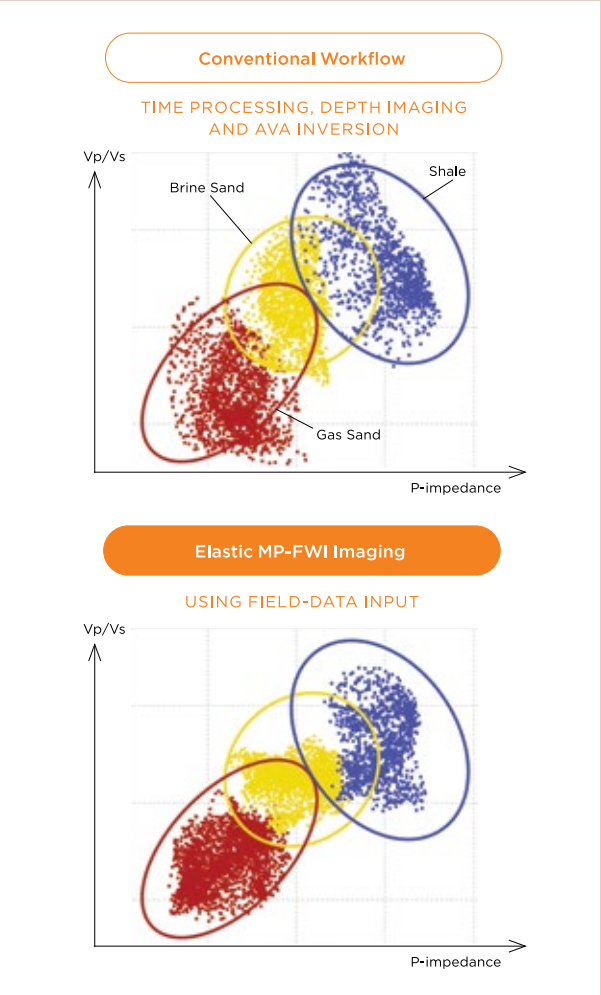 Conventional Workflow
TIME PROCESSING, DEPTH IMAGING
AND AVA INVERSION
Vp/Vs
Shale
Brine Sand
Gas Sand
P-impedance
Elastic MP-FWI Imaging
USING FIELD-DATA INPUT
Vp/Vs
P-impedance